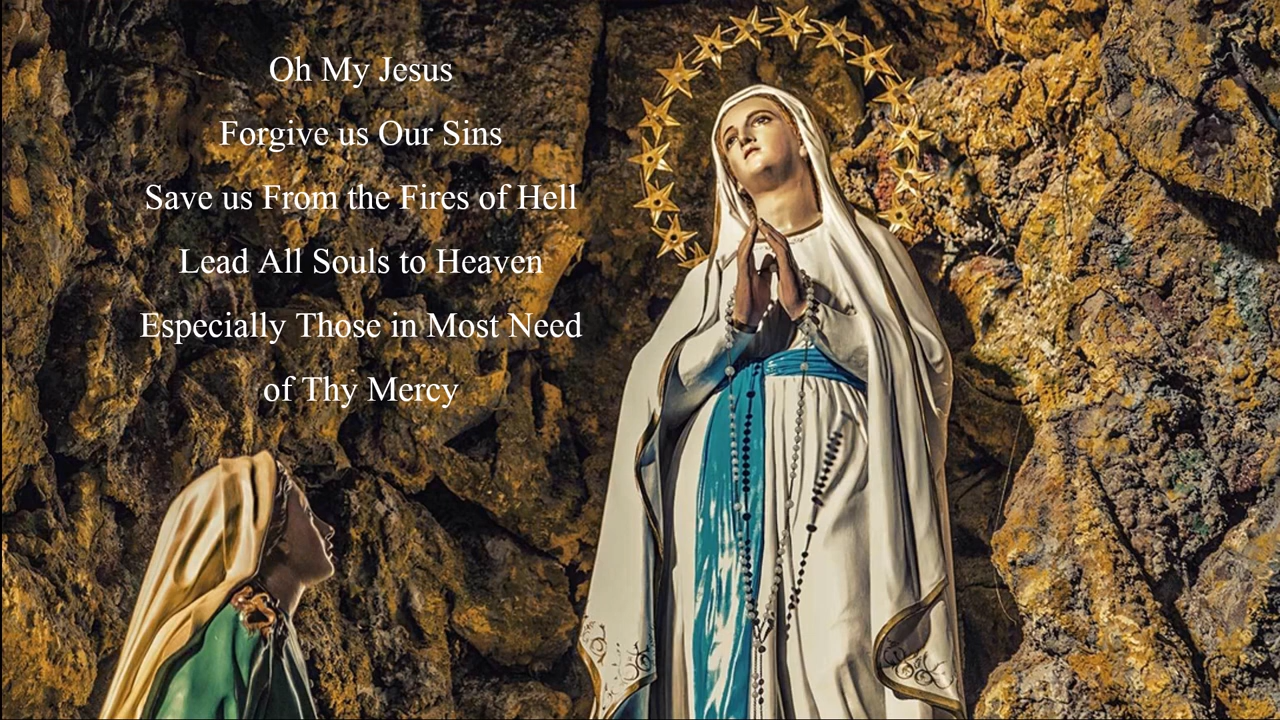 Oh My Jesus
Forgive us Our Sins
Save us From the Fires of Hell
Lead All Souls to Heaven
Especially Those in Most Need
of Thy Mercy